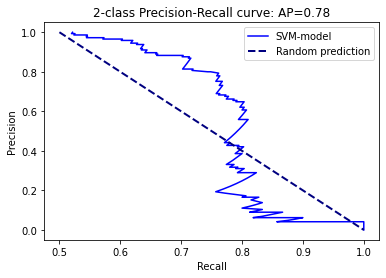 2-class Precision-Recall curve: AP=0.78
SVM-model
Random prediction
Precision
1.0
0.8
0.6
0.4
0.2
0.0
0.5 0.6 0.7 0.8 0.9 1.0
Recall